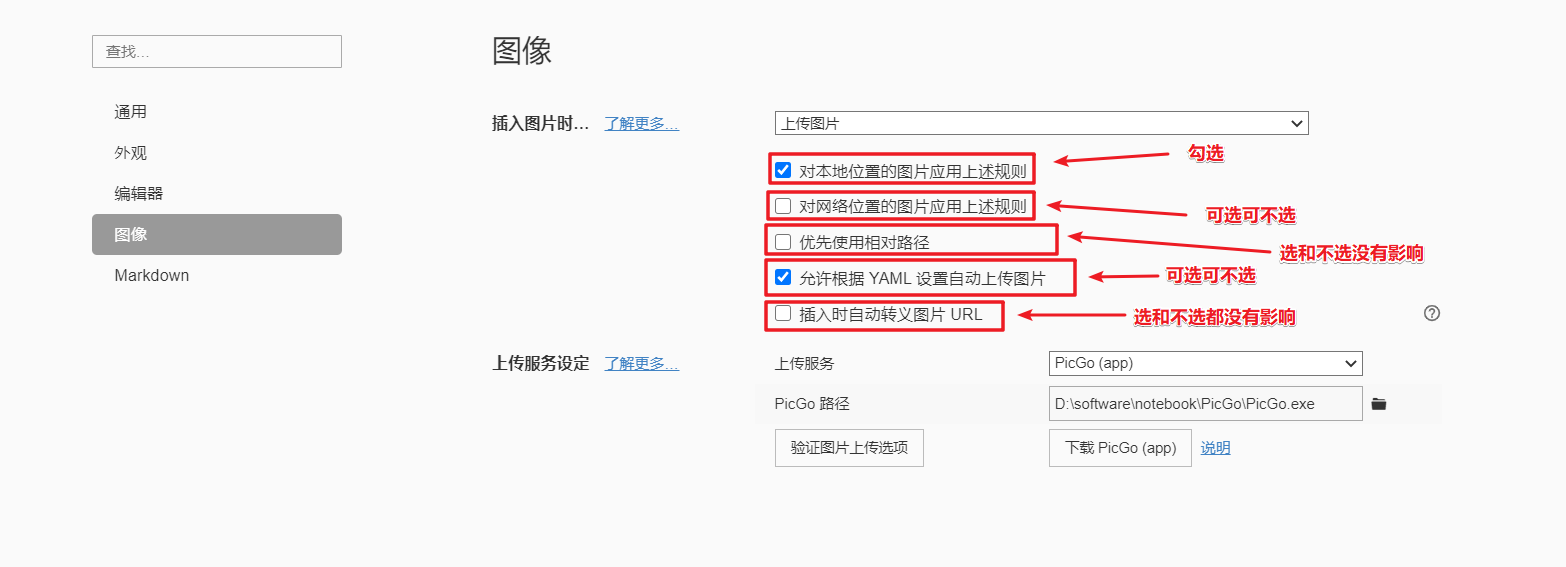 查找...
图像
通用
外观
编辑器
图像
Markdown
插入图片时... 了解更多... 上传图片
对本地位置的图片应用上述规则 勾选
对网络位置的图片应用上述规则 可选可不选
优先使用相对路径 选和不选没有影响
允许根据 YAML 设置自动上传图片 可选可不选
插入时自动转义图片 URL 选和不选都没有影响
上传服务设定 了解更多... 上传服务 PicGo (app)
PicGo 路径 D:\software\notebook\PicGo\PicGo.exe
验证图片上传选项 下载 PicGo (app) 说明